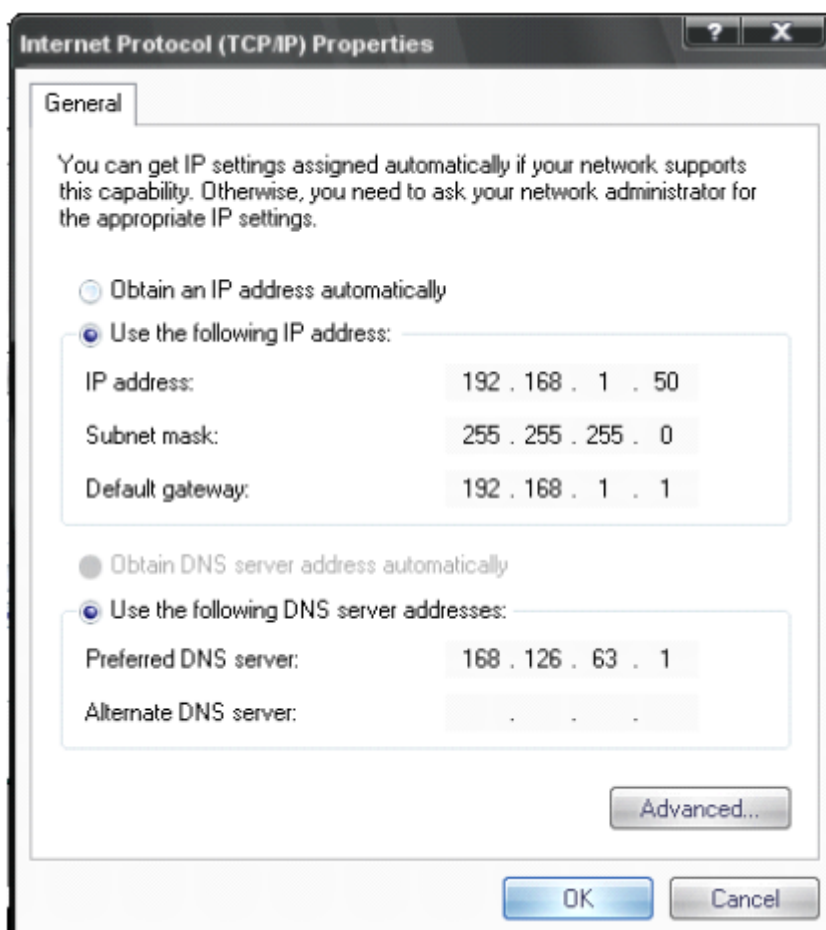 Internet Protocol (TCP/IP) Properties
General
You can get IP settings assigned automatically if your network supports
this capability. Otherwise, you need to ask your network administrator for
the appropriate IP settings.
Obtain an IP address automatically
Use the following IP address:
IP address: 192 . 168 . 1 . 50
Subnet mask: 255 . 255 . 255 . 0
Default gateway: 192 . 168 . 1 . 1
Obtain DNS server address automatically
Use the following DNS server addresses:
Preferred DNS server: 168 . 126 . 63 . 1
Alternate DNS server: . . .
Advanced...
OK Cancel